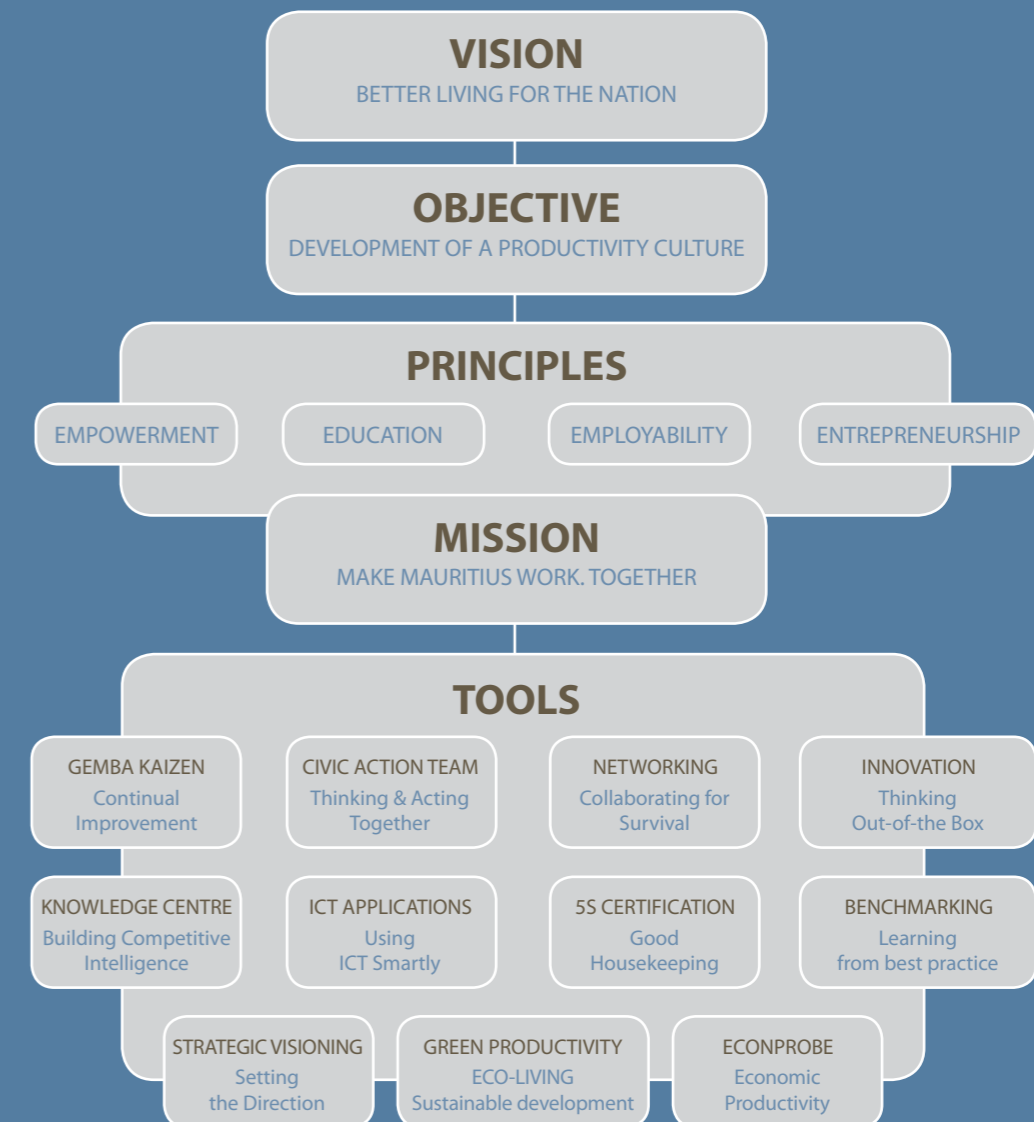 VISION
BETTER LIVING FOR THE NATION
OBJECTIVE
DEVELOPMENT OF A PRODUCTIVITY CULTURE
PRINCIPLES
EMPOWERMENT
EDUCATION
EMPLOYABILITY
ENTREPRENEURSHIP
MISSION
MAKE MAURITIUS WORK. TOGETHER
TOOLS
GEMBA KAIZEN
Continual
Improvement
CIVIC ACTION TEAM
Thinking & Acting
Together
NETWORKING
Collaborating for
Survival
INNOVATION
Thinking
Out-of-the Box
KNOWLEDGE CENTRE
Building Competitive
Intelligence
ICT APPLICATIONS
Using
ICT Smartly
5S CERTIFICATION
Good
Housekeeping
BENCHMARKING
Learning
from best practice
STRATEGIC VISIONING
Setting
the Direction
GREEN PRODUCTIVITY
ECO-LIVING
Sustainable development
ECONPROBE
Economic
Productivity